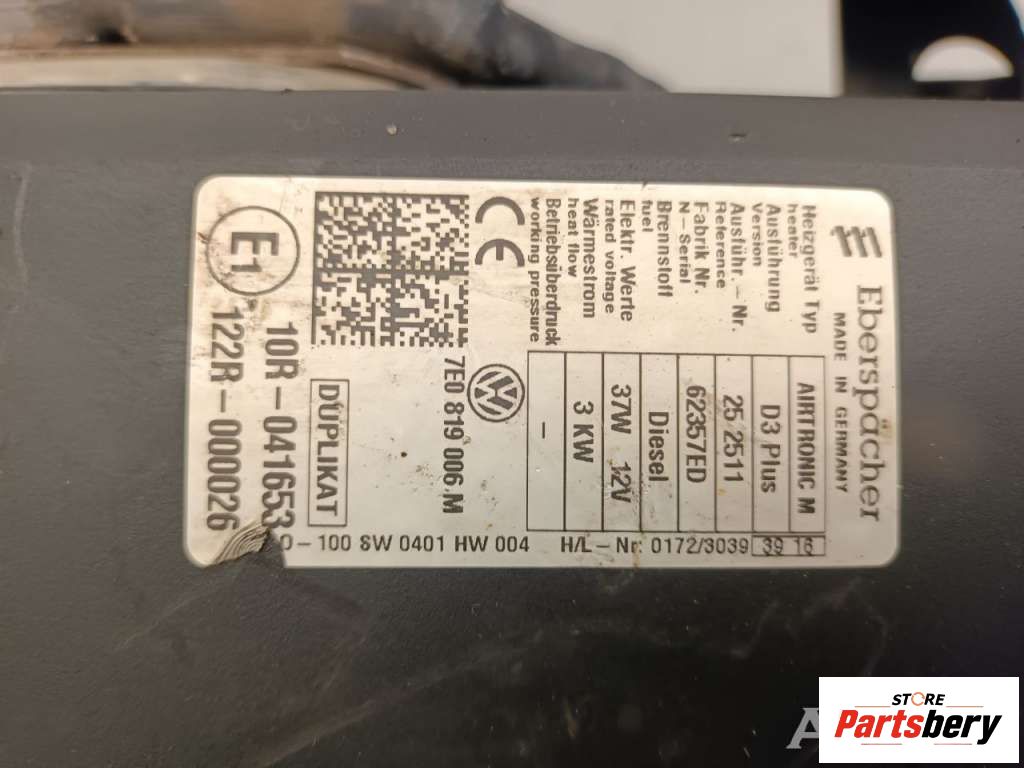 Eberspächer
MADE IN GERMANY
Heizgerät Typ AIRTRONIC M
heater
Ausführung D3 Plus
Version
Ausführ. - Nr. 25 2511
Reference
Fabrik Nr. 62357ED
N - Serial
Brennstoff Diesel
fuel
Elektr. Werte 37W 12V
rated voltage
Wärmestrom 3 KW
heat flow
Betriebsüberdruck -
working pressure
CE
7E0 819 006 M
DUPLIKAT
E1
10R-041653
122R-000026
0-100 SW 0401 HW 004 H/L - Nr: 0172/3039 39 16
STORE
Partsbery